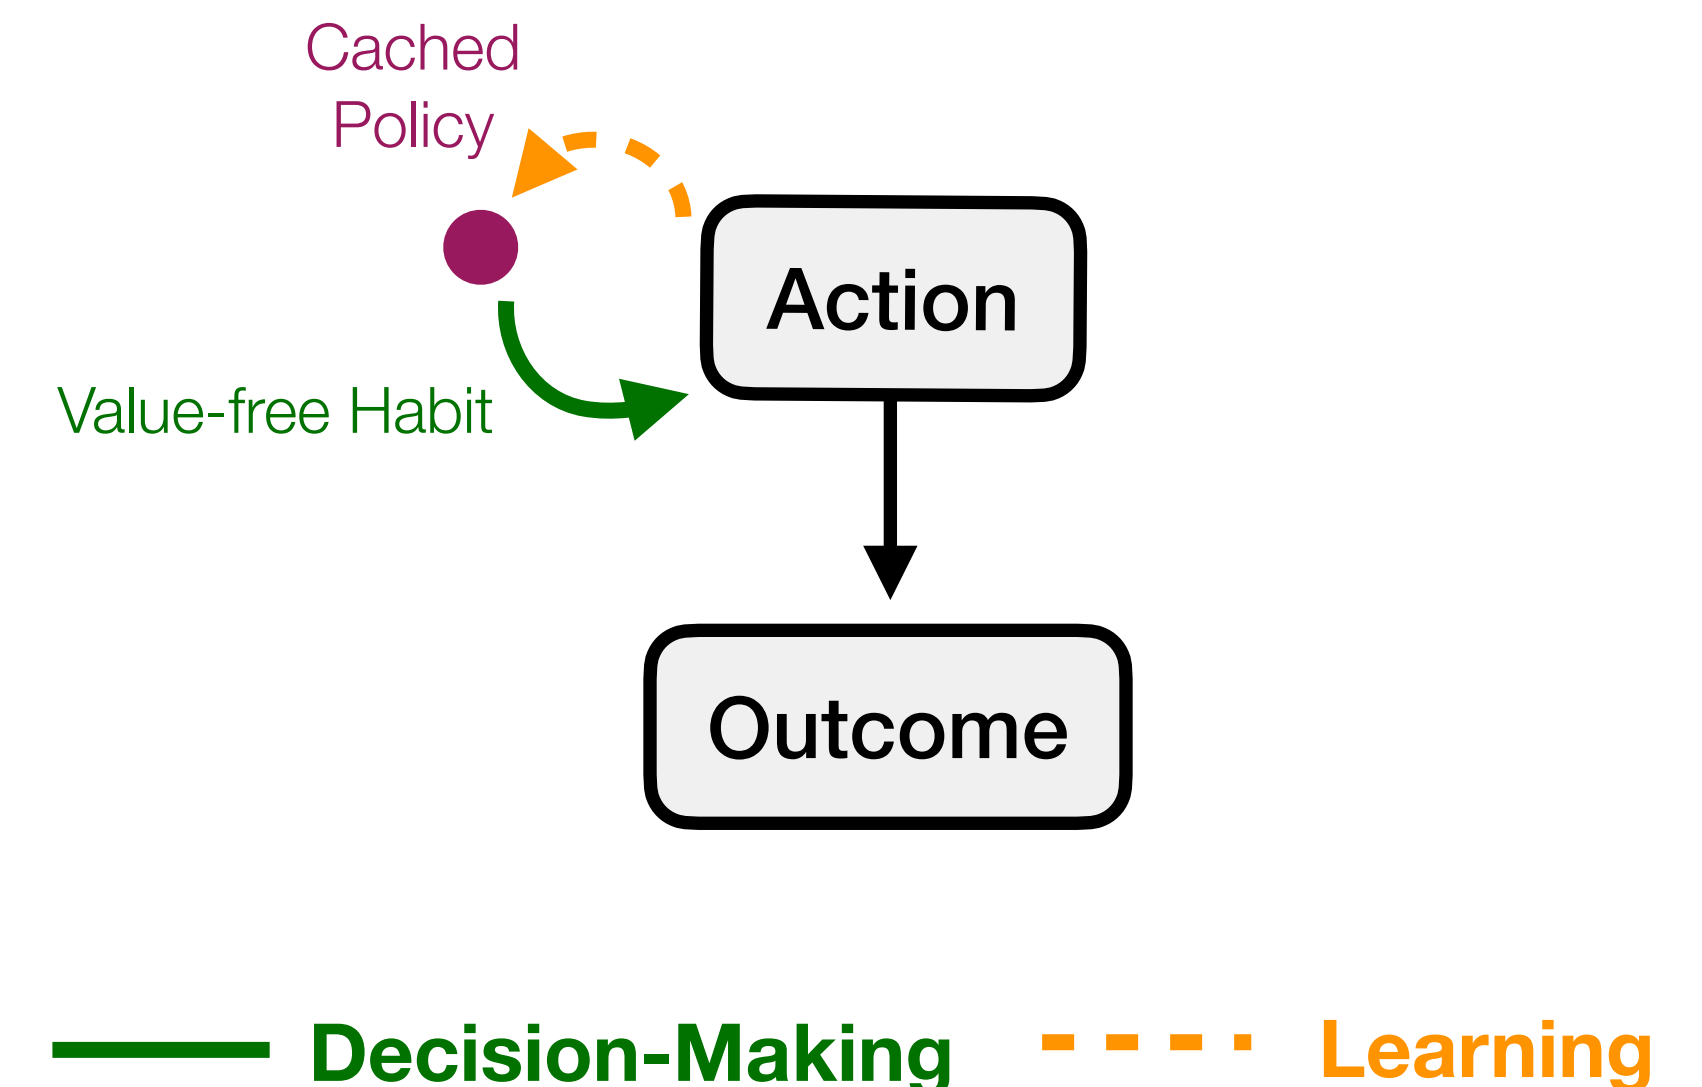 Cached
Policy
Action
Value-free Habit
Outcome
Decision-Making
Learning